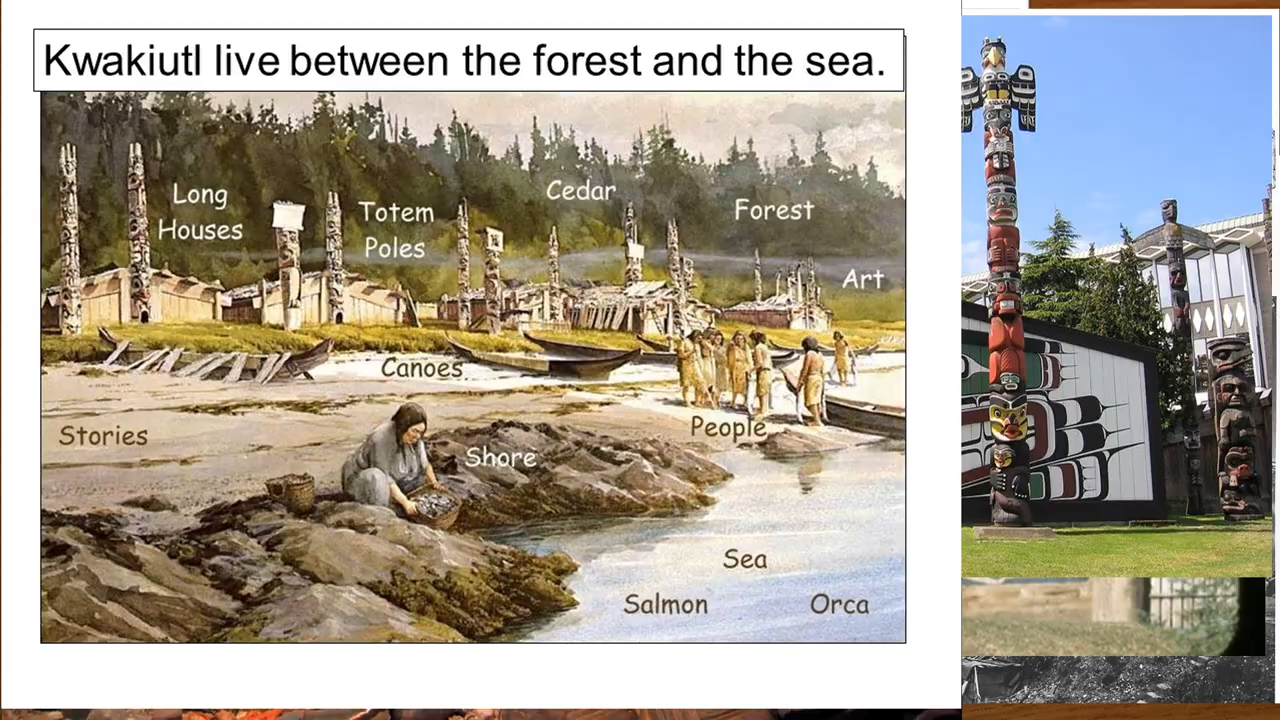 Kwakiutl live between the forest and the sea.
Long
Houses
Totem
Poles
Cedar
Forest
Art
Canoes
Stories
People
Shore
Sea
Salmon
Orca